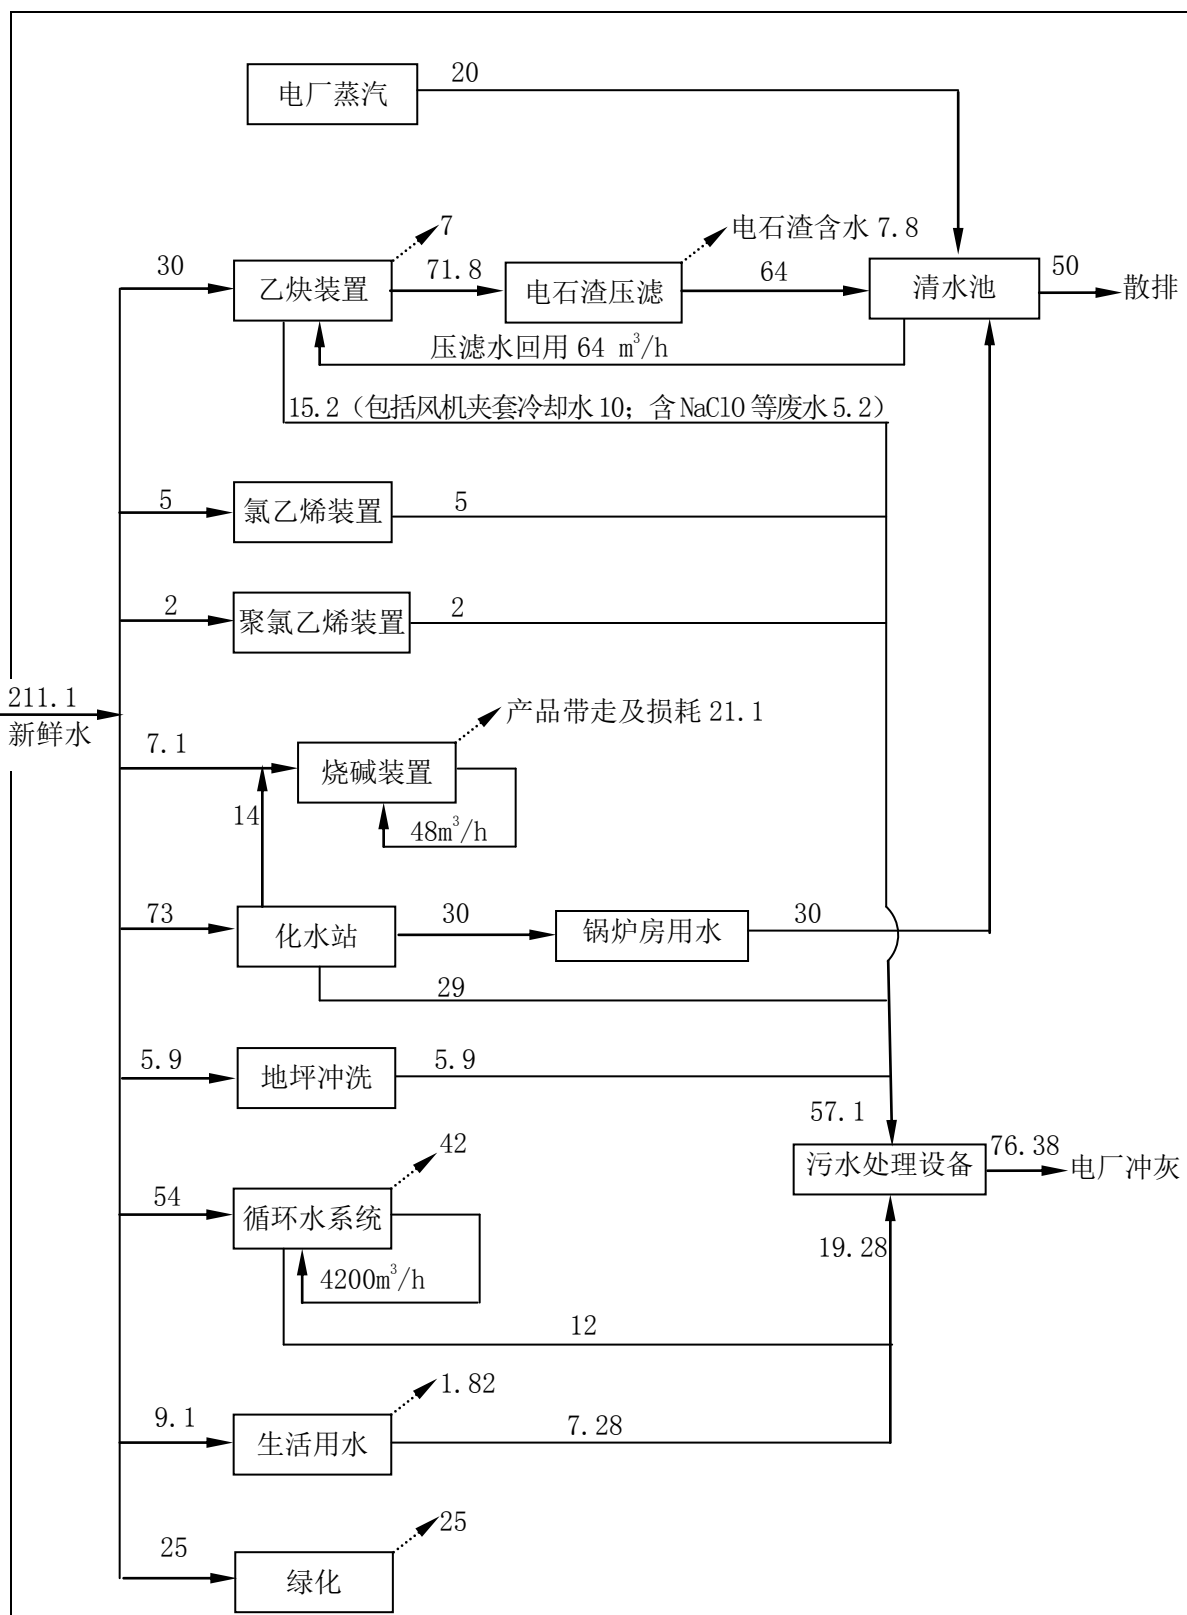 20
电厂蒸汽
7
电石渣含水 7.8
30
71.8
64
50
乙炔装置
电石渣压滤
清水池
散排
压滤水回用 64 m³/h
15.2（包括风机夹套冷却水 10；含 NaClO 等废水 5.2）
5
氯乙烯装置
5
2
聚氯乙烯装置
2
211.1
新鲜水
产品带走及损耗 21.1
7.1
烧碱装置
14
48m³/h
73
化水站
30
锅炉房用水
30
29
5.9
地坪冲洗
5.9
57.1
污水处理设备
76.38
电厂冲灰
42
54
循环水系统
19.28
4200m³/h
12
1.82
9.1
生活用水
7.28
25
25
绿化